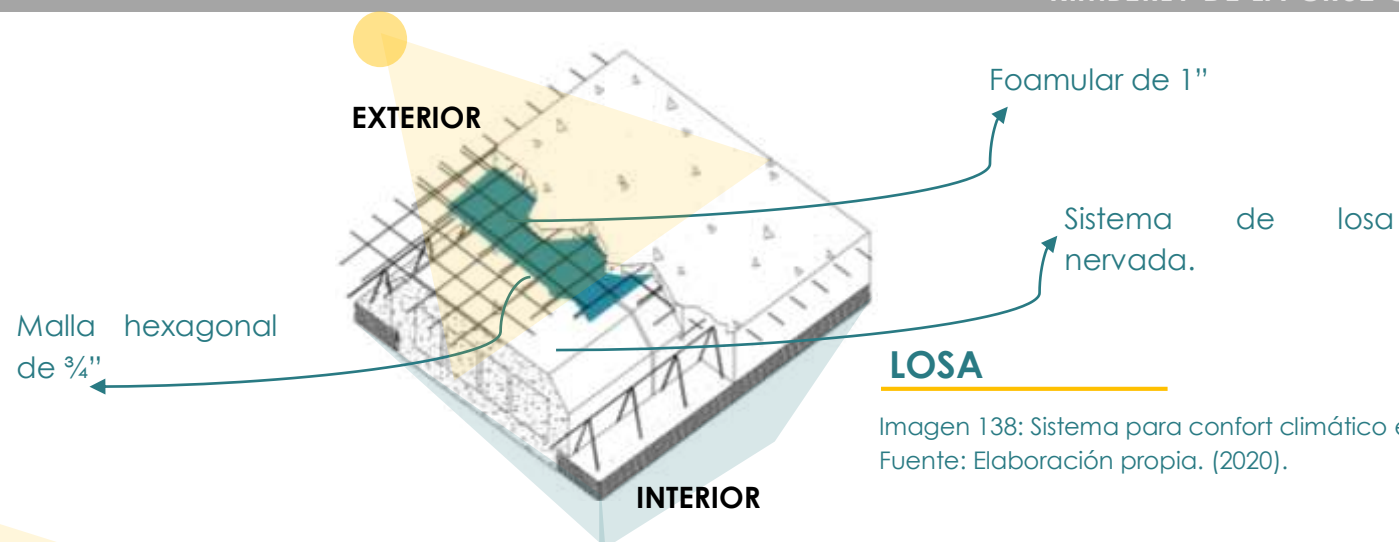 EXTERIOR
Foamular de 1”
Sistema de losa
nervada.
Malla hexagonal
de ¾”
LOSA
Imagen 138: Sistema para confort climático e
Fuente: Elaboración propia. (2020).
INTERIOR